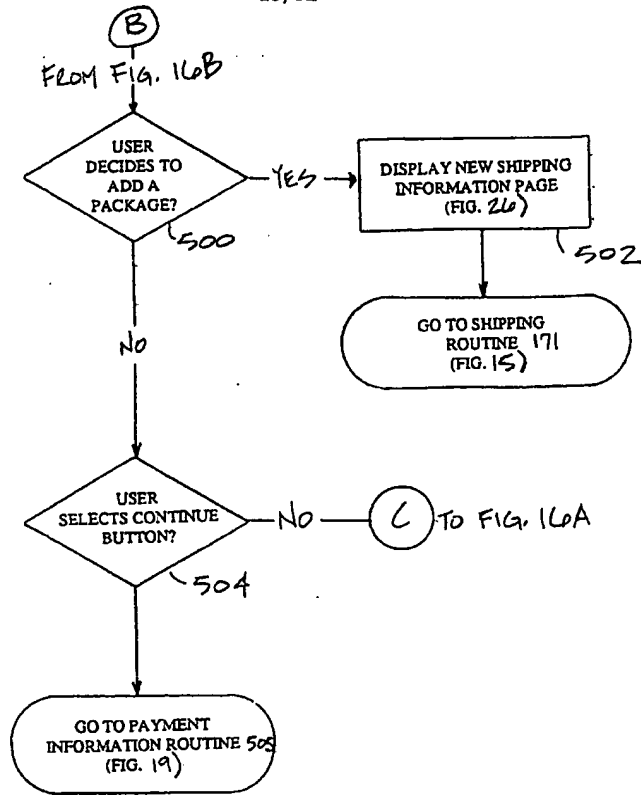 B
FROM FIG. 16B
USER
DECIDES TO
ADD A
PACKAGE?
500
YES
DISPLAY NEW SHIPPING
INFORMATION PAGE
(FIG. 26)
502
GO TO SHIPPING
ROUTINE 171
(FIG. 15)
NO
USER
SELECTS CONTINUE
BUTTON?
504
NO
C
TO FIG. 16A
GO TO PAYMENT
INFORMATION ROUTINE 505
(FIG. 19)